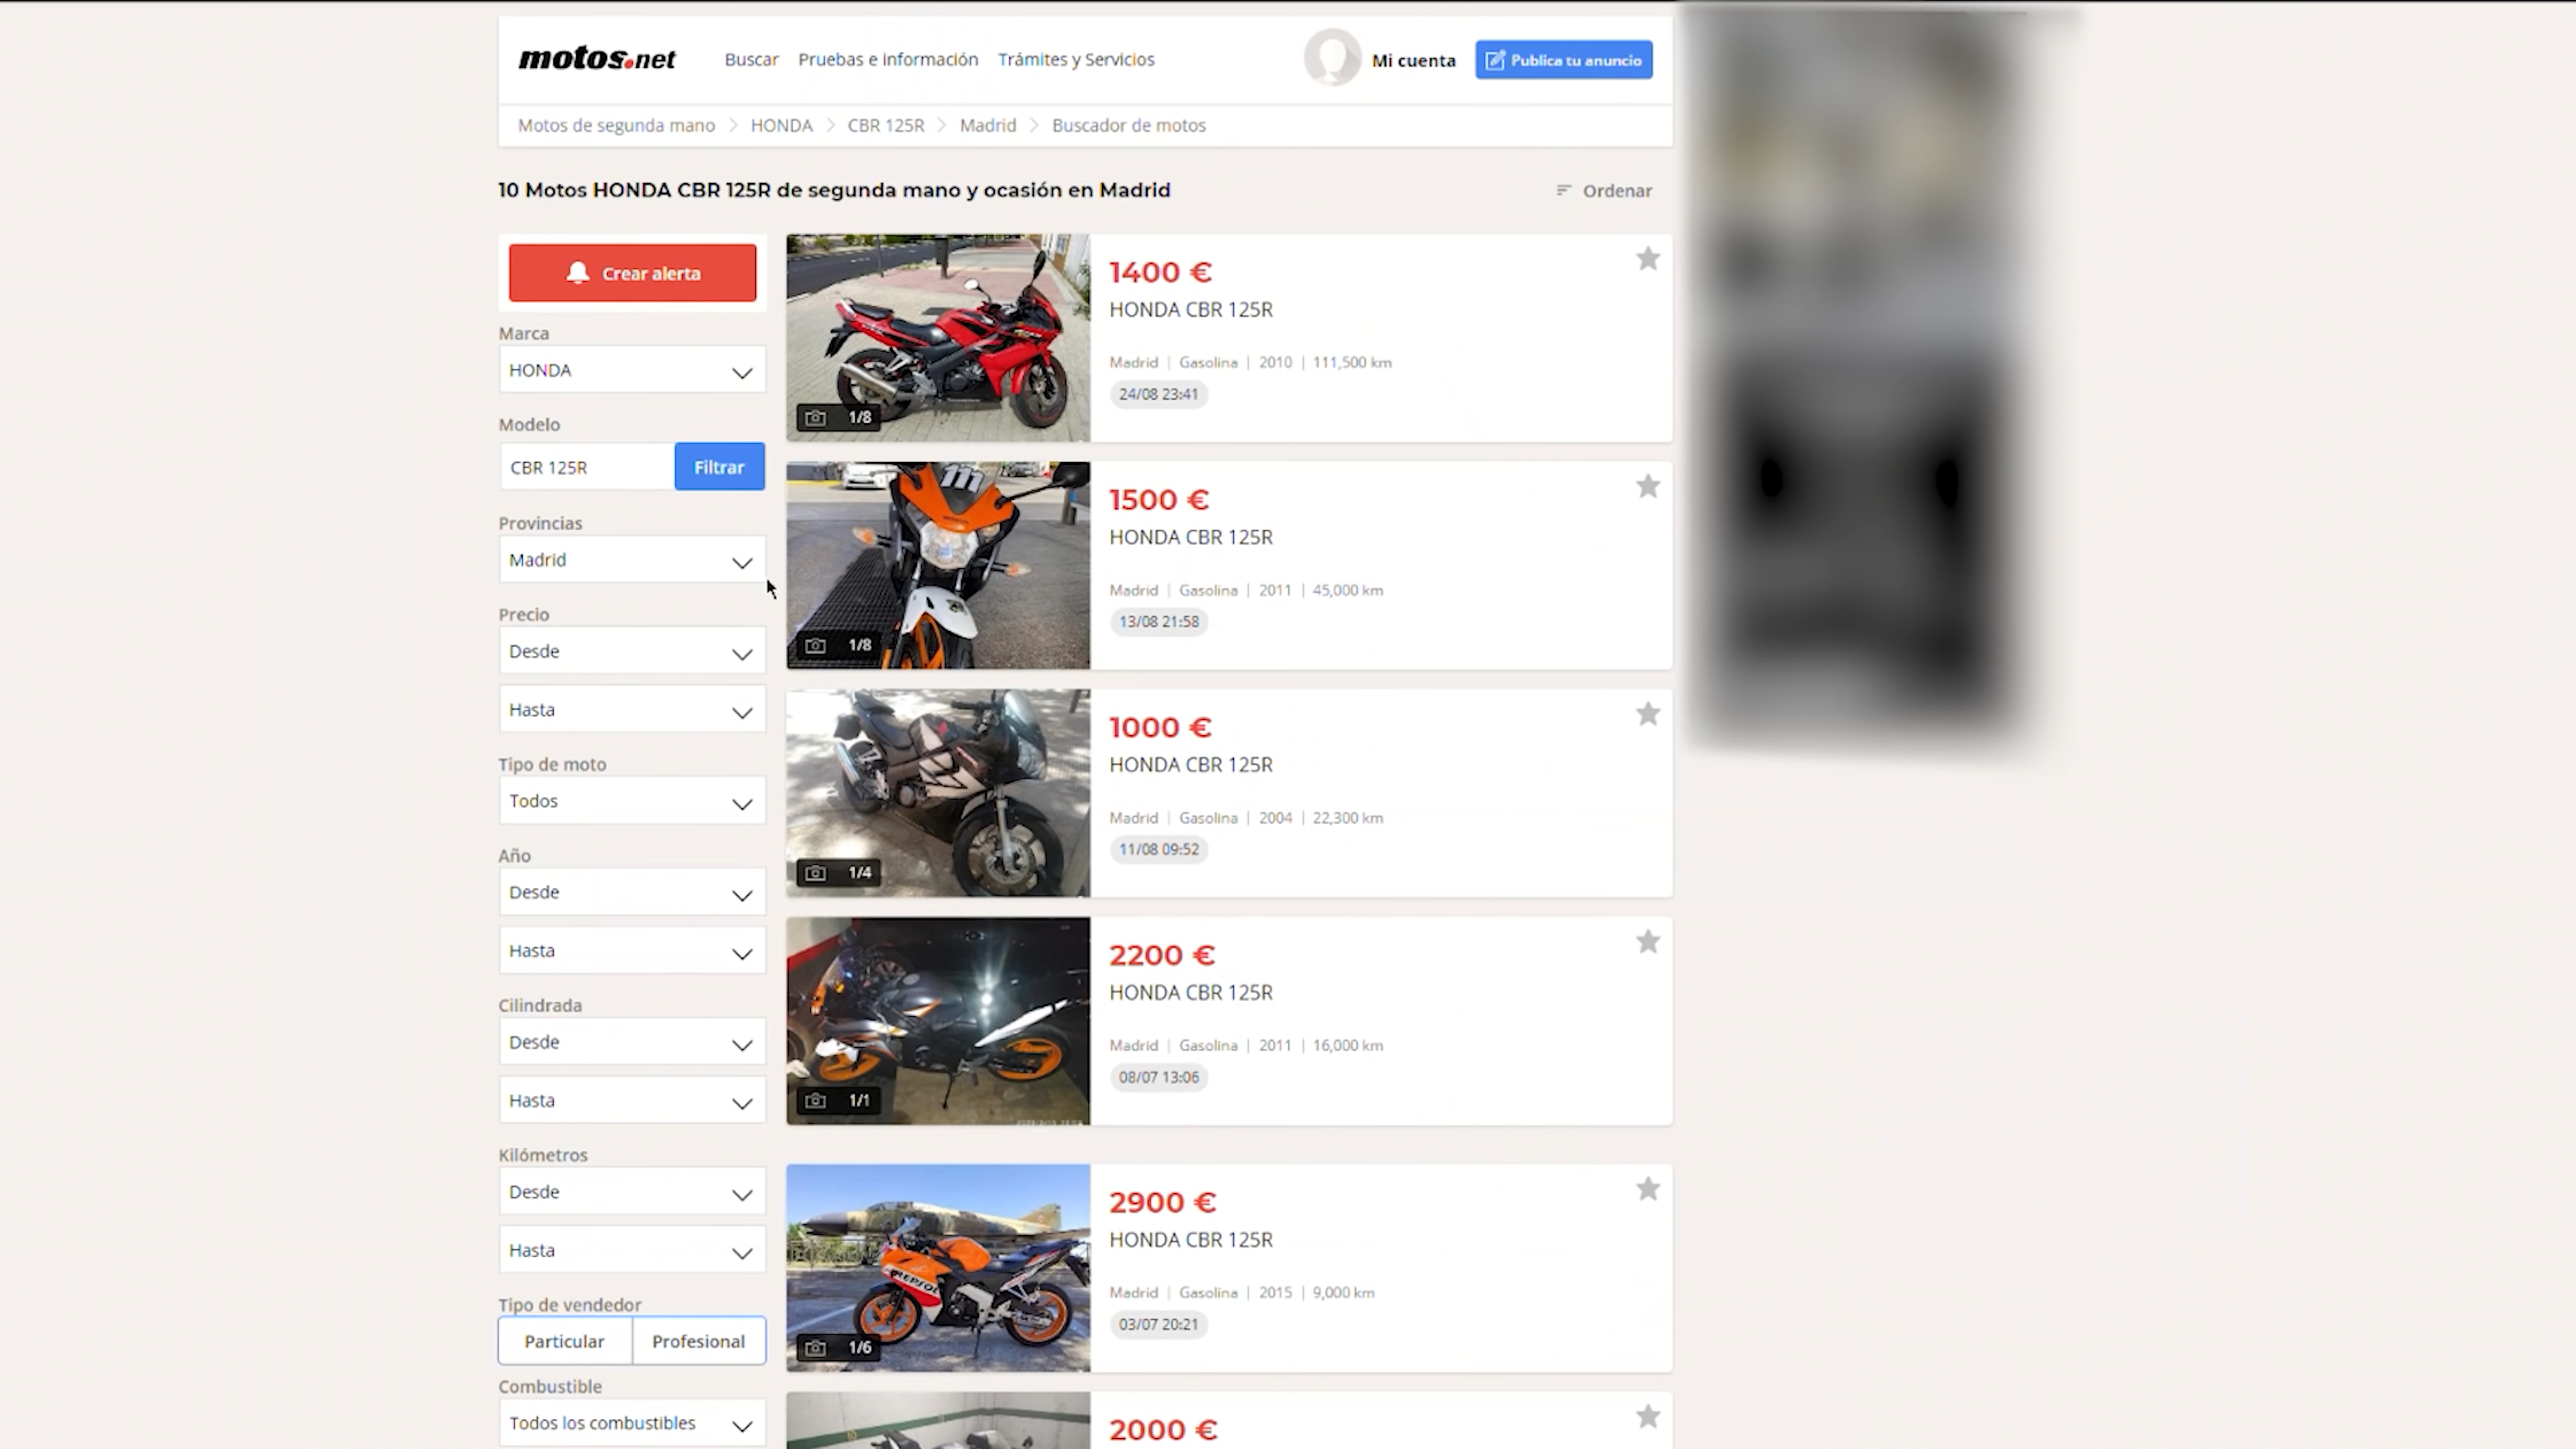 motos.net
Buscar Pruebas e información Trámites y Servicios
Mi cuenta
Publica tu anuncio
Motos de segunda mano > HONDA > CBR 125R > Madrid > Buscador de motos
10 Motos HONDA CBR 125R de segunda mano y ocasión en Madrid
Ordenar
Crear alerta
Marca
HONDA
Modelo
CBR 125R
Filtrar
Provincias
Madrid
Precio
Desde
Hasta
Tipo de moto
Todos
Año
Desde
Hasta
Cilindrada
Desde
Hasta
Kilómetros
Desde
Hasta
Tipo de vendedor
Particular
Profesional
Combustible
Todos los combustibles
1/8
1400 €
HONDA CBR 125R
Madrid | Gasolina | 2010 | 111,500 km
24/08 23:41
111
1/8
1500 €
HONDA CBR 125R
Madrid | Gasolina | 2011 | 45,000 km
13/08 21:58
1/4
1000 €
HONDA CBR 125R
Madrid | Gasolina | 2004 | 22,300 km
11/08 09:52
1/1
2200 €
HONDA CBR 125R
Madrid | Gasolina | 2011 | 16,000 km
08/07 13:06
REPSOL
1/6
2900 €
HONDA CBR 125R
Madrid | Gasolina | 2015 | 9,000 km
03/07 20:21
2000 €